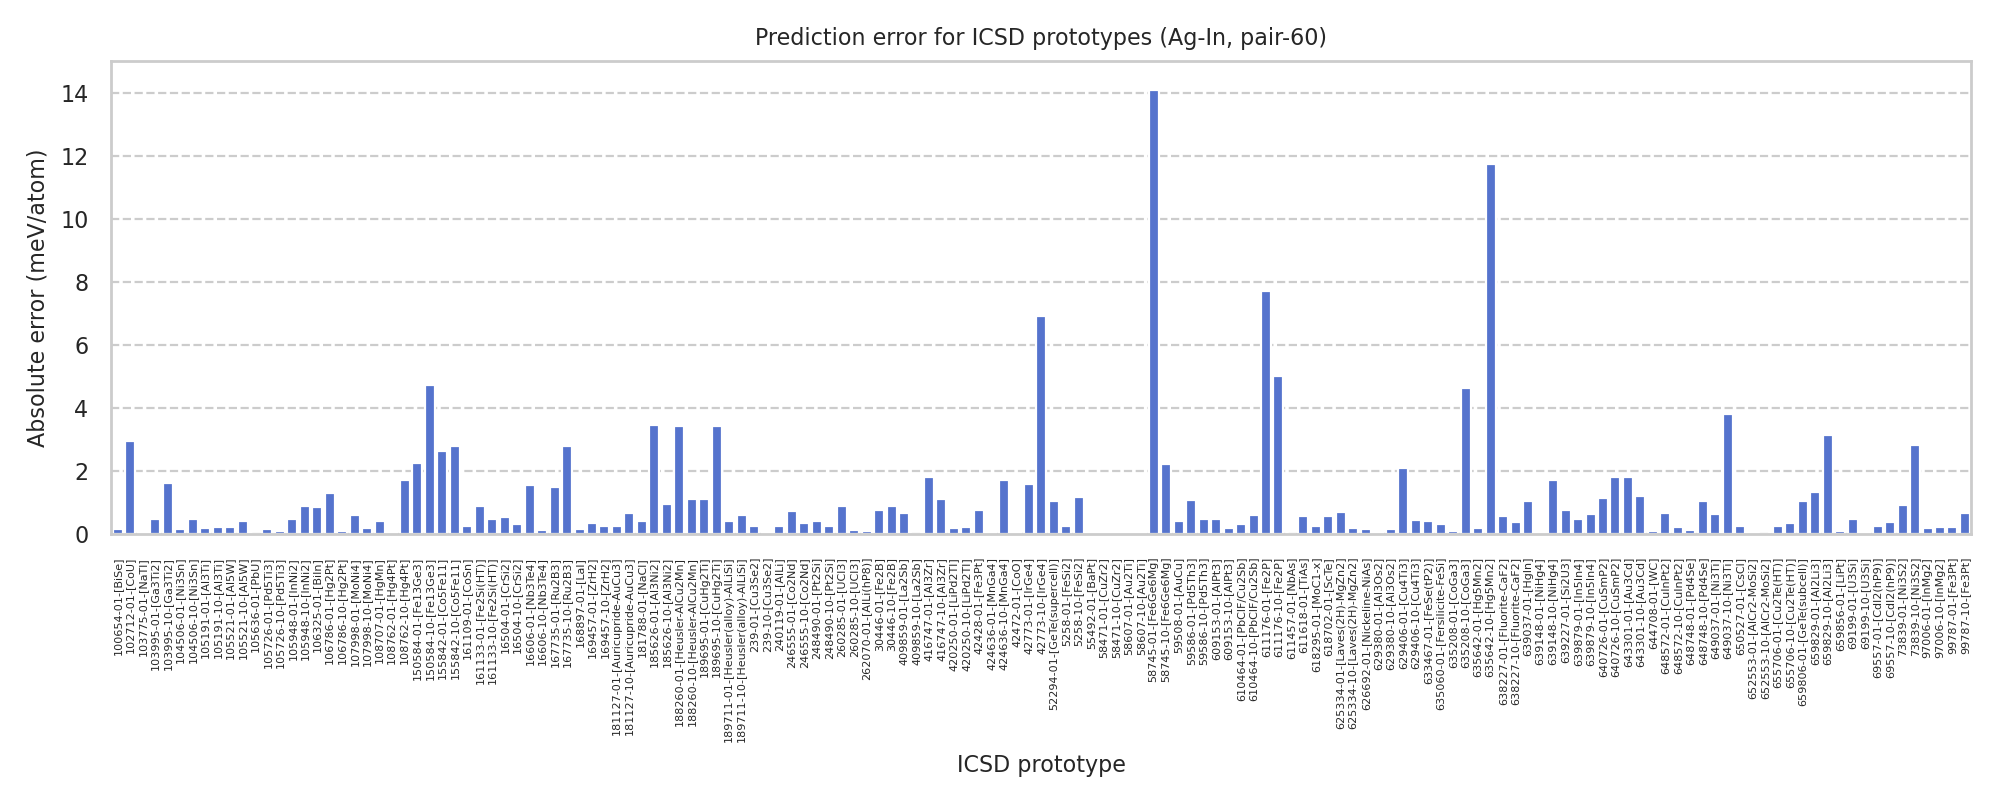 Prediction error for ICSD prototypes (Ag-In, pair-60)
Absolute error (meV/atom)
14
12
10
8
6
4
2
0
100654-01-[BiSe]
102712-01-[CoU]
103775-01-[NaTl]
103995-01-[Ga3Ti2]
103995-10-[Ga3Ti2]
104506-01-[Ni3Sn]
104506-10-[Ni3Sn]
105191-01-[Al3Ti]
105191-10-[Al3Ti]
105521-01-[Al5W]
105521-10-[Al5W]
105636-01-[PbU]
105726-01-[Pd5Ti3]
105726-10-[Pd5Ti3]
105948-01-[InNi2]
105948-10-[InNi2]
106325-01-[BiIn]
106786-01-[Hg2Pt]
106786-10-[Hg2Pt]
107998-01-[MoNi4]
107998-10-[MoNi4]
108707-01-[HgMn]
108762-01-[Hg4Pt]
108762-10-[Hg4Pt]
150584-01-[Fe13Ge3]
150584-10-[Fe13Ge3]
155842-01-[Co5Fe11]
155842-10-[Co5Fe11]
161109-01-[CoSn]
161133-01-[Fe2Si(HT)]
161133-10-[Fe2Si(HT)]
16504-01-[CrSi2]
16504-10-[CrSi2]
166006-01-[Nb3Te4]
166006-10-[Nb3Te4]
167735-01-[Ru2B3]
167735-10-[Ru2B3]
168897-01-[LaI]
169457-01-[ZrH2]
169457-10-[ZrH2]
181127-01-[Auricupride-AuCu3]
181127-10-[Auricupride-AuCu3]
181788-01-[NaCl]
185626-01-[Al3Ni2]
185626-10-[Al3Ni2]
188260-01-[Heusler-AlCu2Mn]
188260-10-[Heusler-AlCu2Mn]
189695-01-[CuHg2Ti]
189695-10-[CuHg2Ti]
189711-01-[Heusler(alloy)-AlLiSi]
189711-10-[Heusler(alloy)-AlLiSi]
239-01-[Cu3Se2]
239-10-[Cu3Se2]
240119-01-[AlLi]
246555-01-[Co2Nd]
246555-10-[Co2Nd]
248490-01-[Pt2Si]
248490-10-[Pt2Si]
260285-01-[UCl3]
260285-10-[UCl3]
262070-01-[AlLi(hP8)]
30446-01-[Fe2B]
30446-10-[Fe2B]
409859-01-[La2Sb]
409859-10-[La2Sb]
416747-01-[Al3Zr]
416747-10-[Al3Zr]
420250-01-[LiPd2Tl]
420250-10-[LiPd2Tl]
42428-01-[Fe3Pt]
424636-01-[MnGa4]
424636-10-[MnGa4]
42472-01-[CoO]
42773-01-[IrGe4]
42773-10-[IrGe4]
52294-01-[GeTe(supercell)]
5258-01-[FeSi2]
5258-10-[FeSi2]
55492-01-[BaPt]
58471-01-[CuZr2]
58471-10-[CuZr2]
58607-01-[Au2Ti]
58607-10-[Au2Ti]
58745-01-[Fe6Ge6Mg]
58745-10-[Fe6Ge6Mg]
59508-01-[AuCu]
59586-01-[Pd5Th3]
59586-10-[Pd5Th3]
609153-01-[AlPt3]
609153-10-[AlPt3]
610464-01-[PbClF/Cu2Sb]
610464-10-[PbClF/Cu2Sb]
61176-01-[Fe2P]
61176-10-[Fe2P]
611457-01-[NbAs]
611618-01-[TiAs]
618295-01-[MoC1-x]
618702-01-[ScTe]
625334-01-[Laves(2H)-MgZn2]
625334-10-[Laves(2H)-MgZn2]
626692-01-[Nickeline-NiAs]
629380-01-[Al3Os2]
629380-10-[Al3Os2]
629406-01-[Cu4Ti3]
629406-10-[Cu4Ti3]
633467-01-[FeSe(tP2)]
635060-01-[Fersilicite-FeSi]
635208-01-[CoGa3]
635208-10-[CoGa3]
635642-01-[Hg5Mn2]
635642-10-[Hg5Mn2]
638227-01-[Fluorite-CaF2]
638227-10-[Fluorite-CaF2]
639037-01-[HgIn]
639148-01-[NiHg4]
639148-10-[NiHg4]
639227-01-[Si2U3]
639879-01-[In5In4]
639879-10-[In5In4]
640726-01-[CuSmP2]
640726-10-[CuSmP2]
643301-01-[Au3Cd]
643301-10-[Au3Cd]
644708-01-[WC]
648572-01-[CuInPt2]
648572-10-[CuInPt2]
648748-01-[Pd4Se]
648748-10-[Pd4Se]
649037-01-[Ni3Ti]
649037-10-[Ni3Ti]
650527-01-[CsCl]
652553-01-[AlCr2-MoSi2]
652553-10-[AlCr2-MoSi2]
655706-01-[Cu2Te(HT)]
655706-10-[Cu2Te(HT)]
659806-01-[GeTe(subcell)]
659829-01-[Al2Li3]
659829-10-[Al2Li3]
659856-01-[LiPt]
69199-01-[U3Si]
69199-10-[U3Si]
69557-01-[CdI2(hP9)]
69557-10-[CdI2(hP9)]
73839-01-[Ni3S2]
73839-10-[Ni3S2]
97006-01-[InMg2]
97006-10-[InMg2]
99787-01-[Fe3Pt]
99787-10-[Fe3Pt]
ICSD prototype